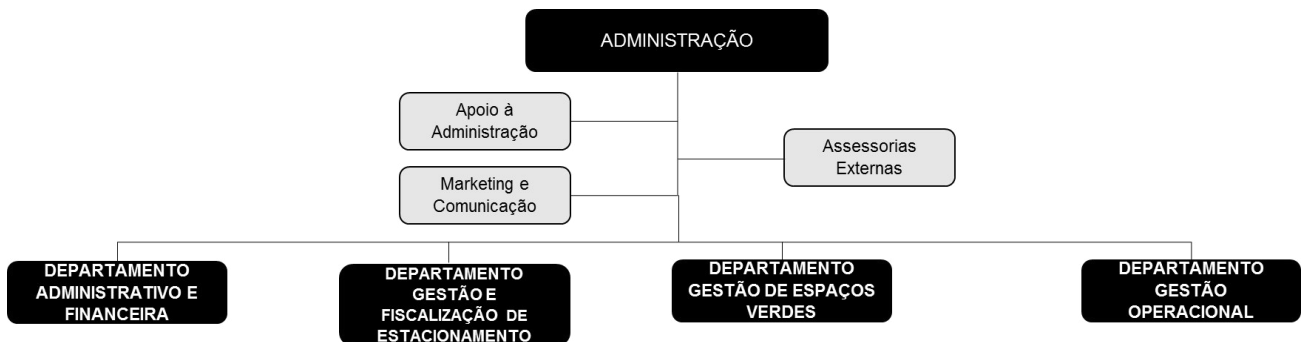 ADMINISTRAÇÃO
Apoio à
Administração
Assessorias
Externas
Marketing e
Comunicação
DEPARTAMENTO
ADMINISTRATIVO E
FINANCEIRA
DEPARTAMENTO
GESTÃO E
FISCALIZAÇÃO DE
ESTACIONAMENTO
DEPARTAMENTO
GESTÃO DE ESPAÇOS
VERDES
DEPARTAMENTO
GESTÃO
OPERACIONAL